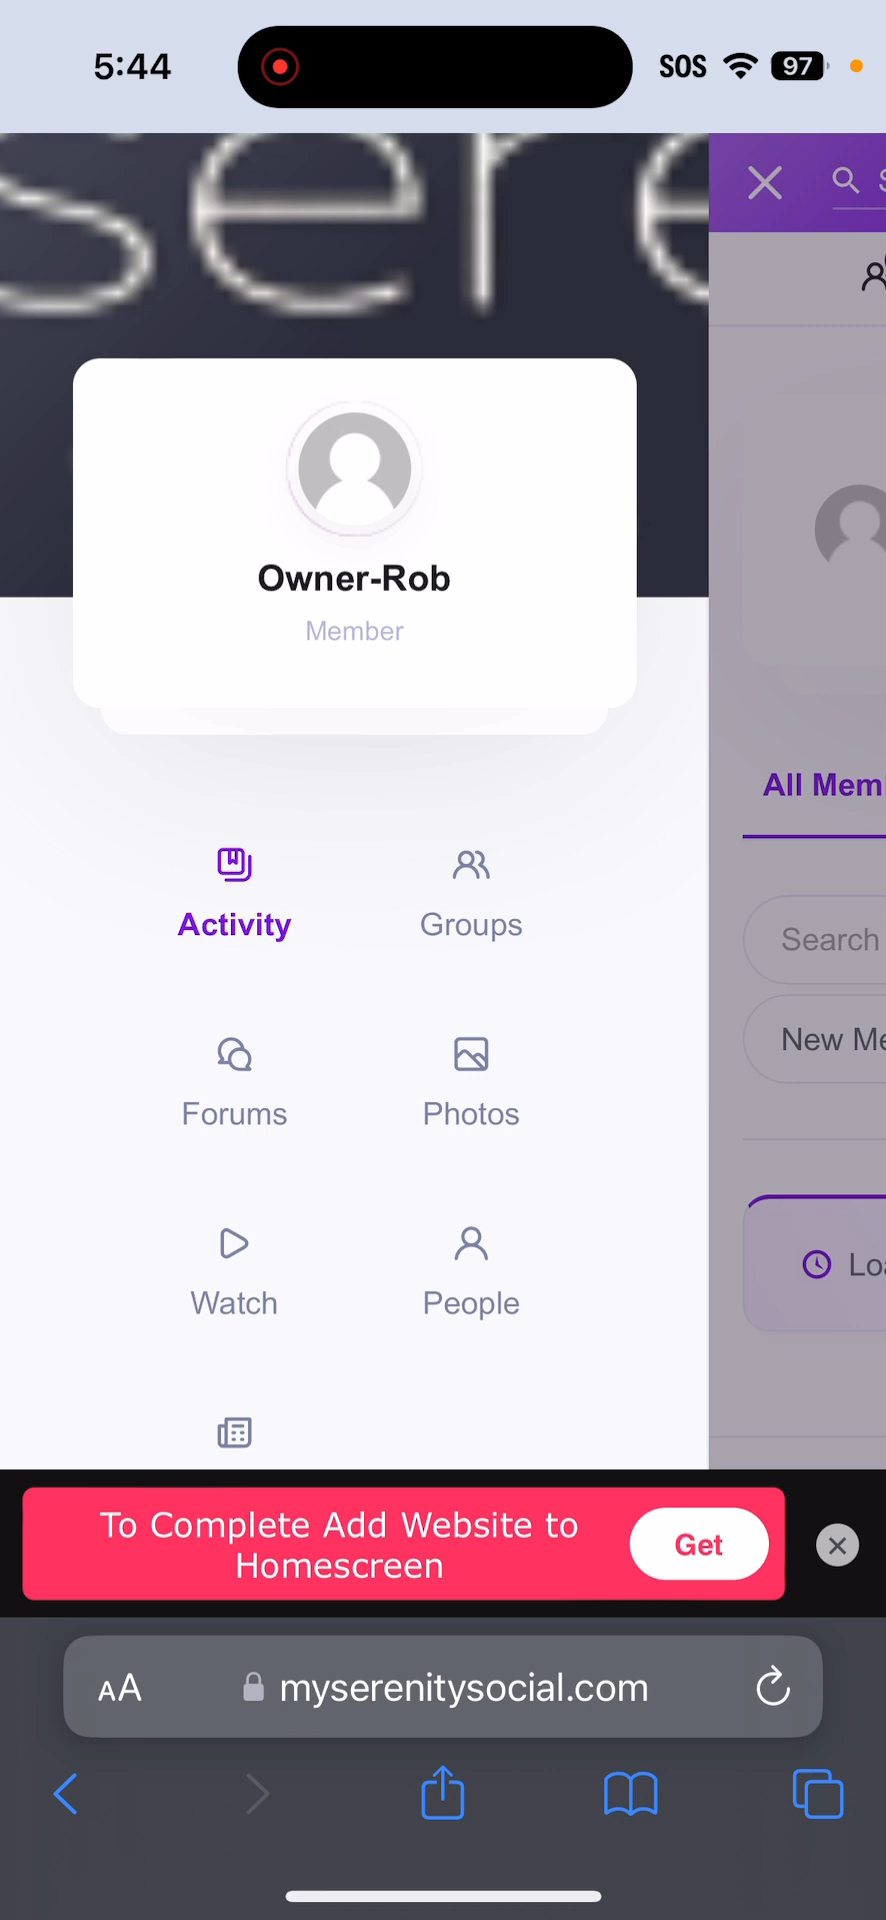 5:44
SOS
97
sere
Owner-Rob
Member
Activity
Groups
Forums
Photos
Watch
People
All Mem
Search
New Me
Loa
To Complete Add Website to
Homescreen
Get
AA
myserenitysocial.com